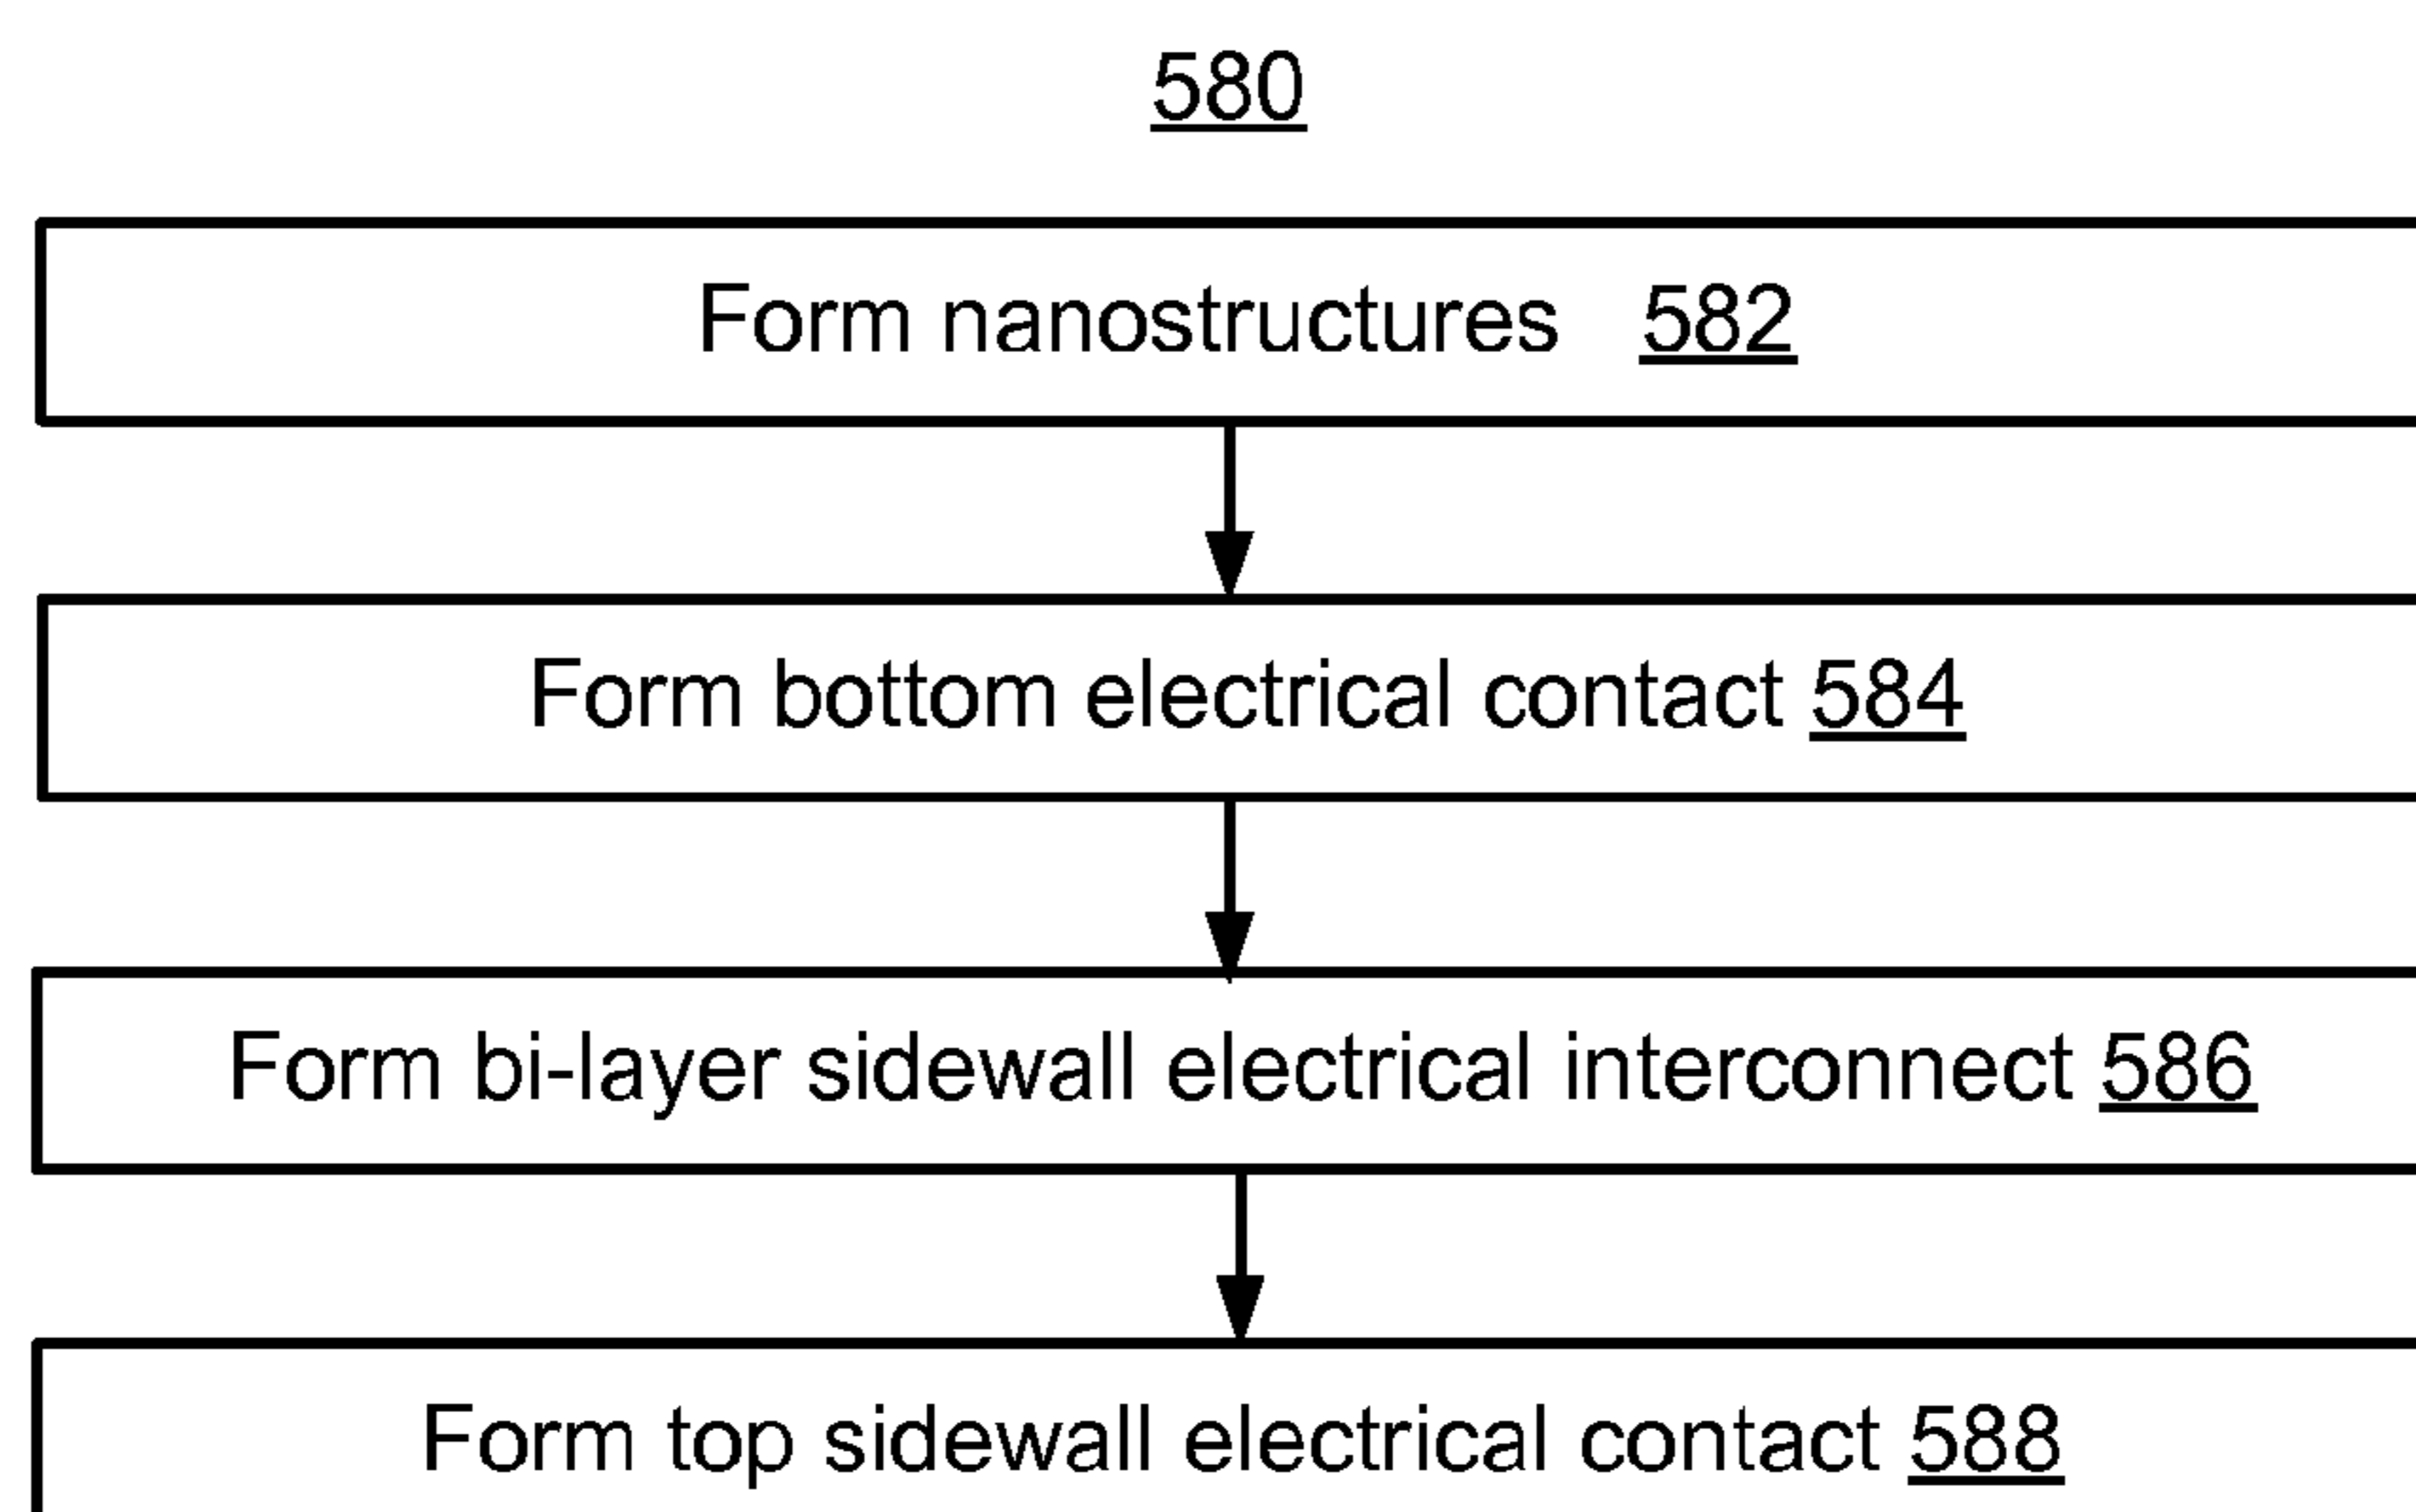 580
Form nanostructures 582
Form bottom electrical contact 584
Form bi-layer sidewall electrical interconnect 586
Form top sidewall electrical contact 588